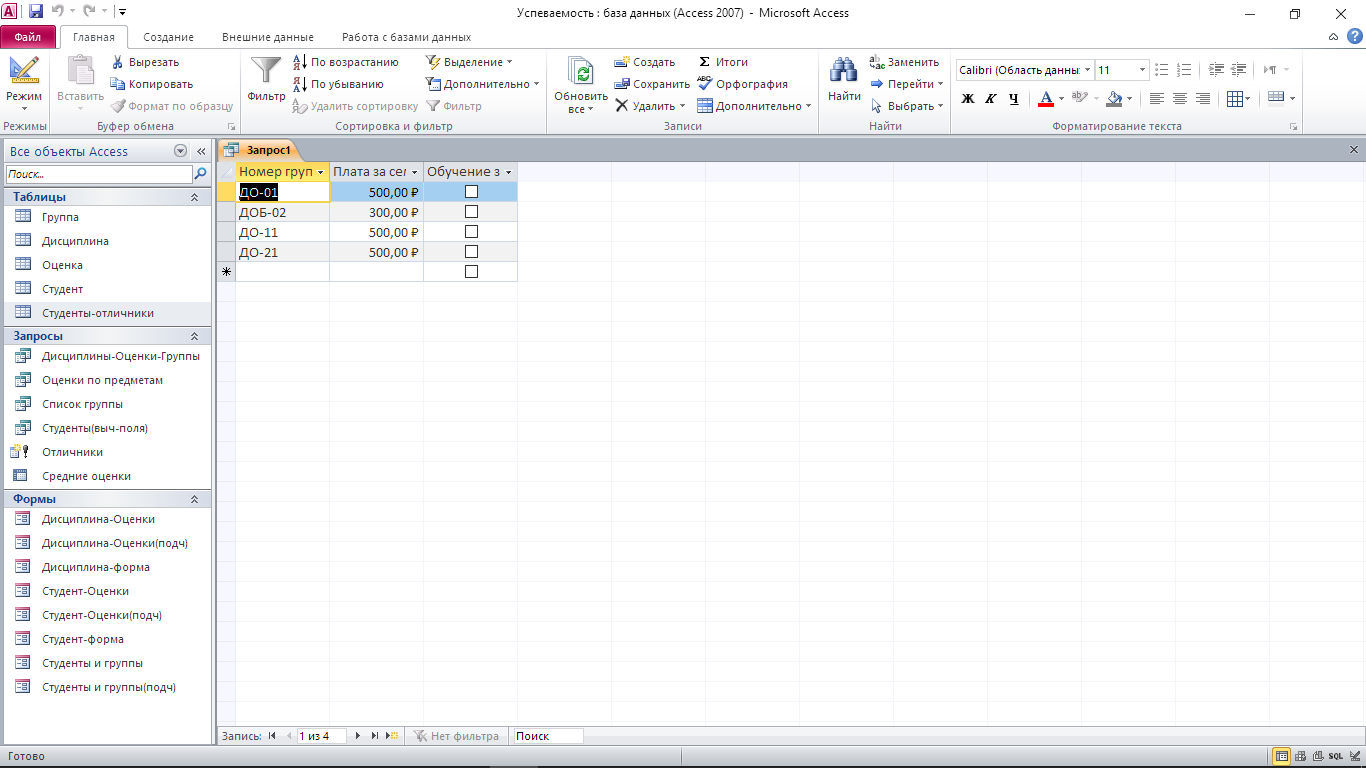 Успеваемость : база данных (Access 2007) - Microsoft Access
Файл Главная Создание Внешние данные Работа с базами данных
Режим
Режимы
Вставить
Вырезать
Копировать
Формат по образцу
Буфер обмена
Фильтр
По возрастанию
По убыванию
Удалить сортировку
Выделение
Дополнительно
Фильтр
Сортировка и фильтр
Обновить все
Создать
Сохранить
Удалить
Итоги
Орфография
Дополнительно
Записи
Найти
Заменить
Перейти
Выбрать
Найти
Calibri (Область данны: 11
Ж К Ч А
Форматирование текста
Все объекты Access
Поиск...
Таблицы
Группа
Дисциплина
Оценка
Студент
Студенты-отличники
Запросы
Дисциплины-Оценки-Группы
Оценки по предметам
Список группы
Студенты(выч-поля)
Отличники
Средние оценки
Формы
Дисциплина-Оценки
Дисциплина-Оценки(подч)
Дисциплина-форма
Студент-Оценки
Студент-Оценки(подч)
Студент-форма
Студенты и группы
Студенты и группы(подч)
Запрос1
Номер груп Плата за сел Обучение з
ДО-01 500,00 ₽
ДОБ-02 300,00 ₽
ДО-11 500,00 ₽
ДО-21 500,00 ₽
Запись: 1 из 4 Нет фильтра Поиск
Готово SQL